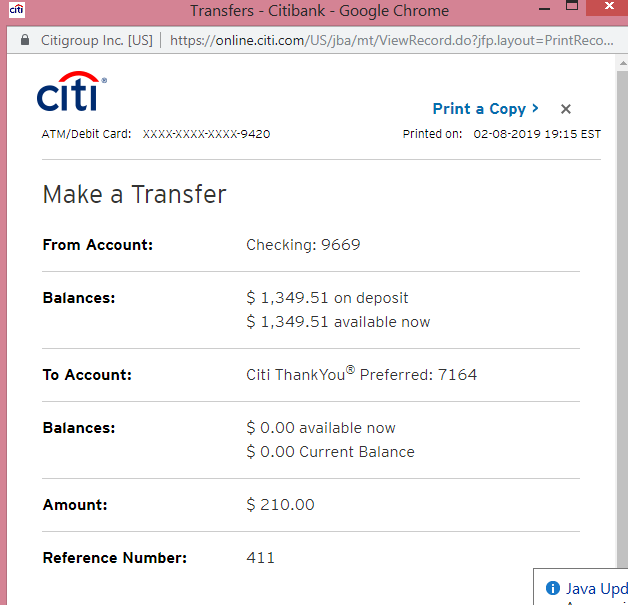 citi Transfers - Citibank - Google Chrome
Citigroup Inc. [US] | https://online.citi.com/US/jba/mt/ViewRecord.do?jfp.layout=PrintReco...
citi®
Print a Copy > ×
ATM/Debit Card: XXXX-XXXX-XXXX-9420 Printed on: 02-08-2019 19:15 EST
Make a Transfer
From Account: Checking: 9669
Balances: $ 1,349.51 on deposit
$ 1,349.51 available now
To Account: Citi ThankYou® Preferred: 7164
Balances: $ 0.00 available now
$ 0.00 Current Balance
Amount: $ 210.00
Reference Number: 411
Java Upd